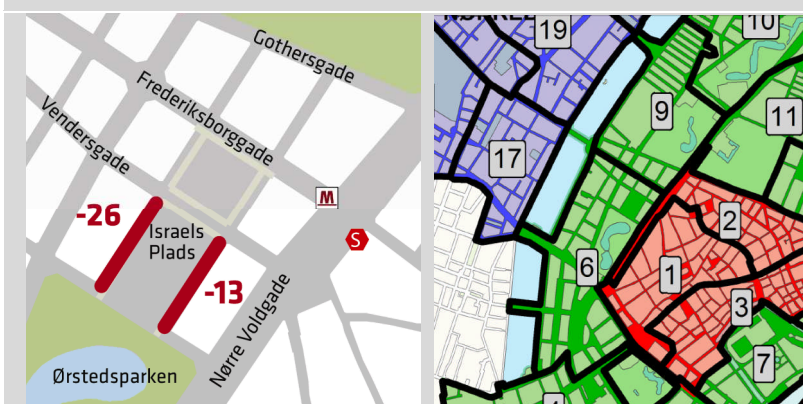 Gothersgade
Frederiksborggade
Vendersgade
M
S
-26
Israels
Plads
-13
Nørre Voldgade
Ørstedsparken
19
10
9
11
17
2
6
1
3
7